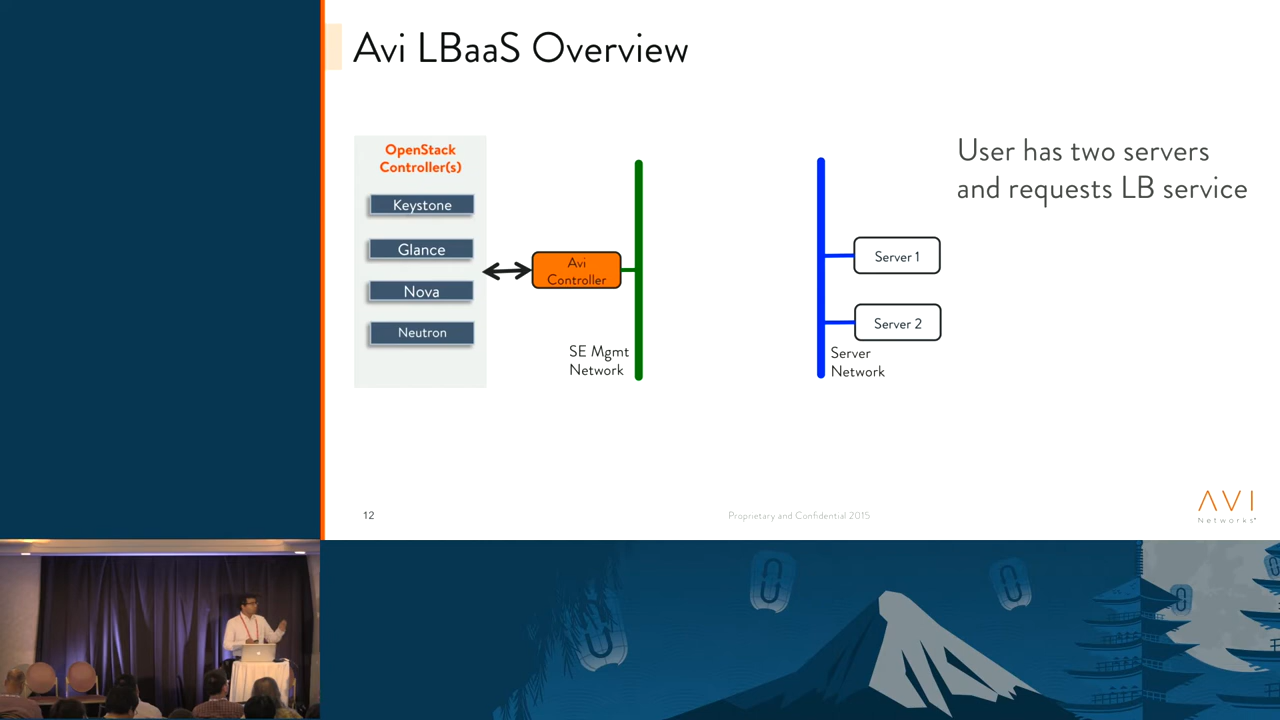 Avi LBaaS Overview
OpenStack
Controller(s)
Keystone
Glance
Nova
Neutron
Avi
Controller
SE Mgmt
Network
Server 1
Server 2
Server
Network
User has two servers
and requests LB service
12
Proprietary and Confidential 2015
AVI
Networks